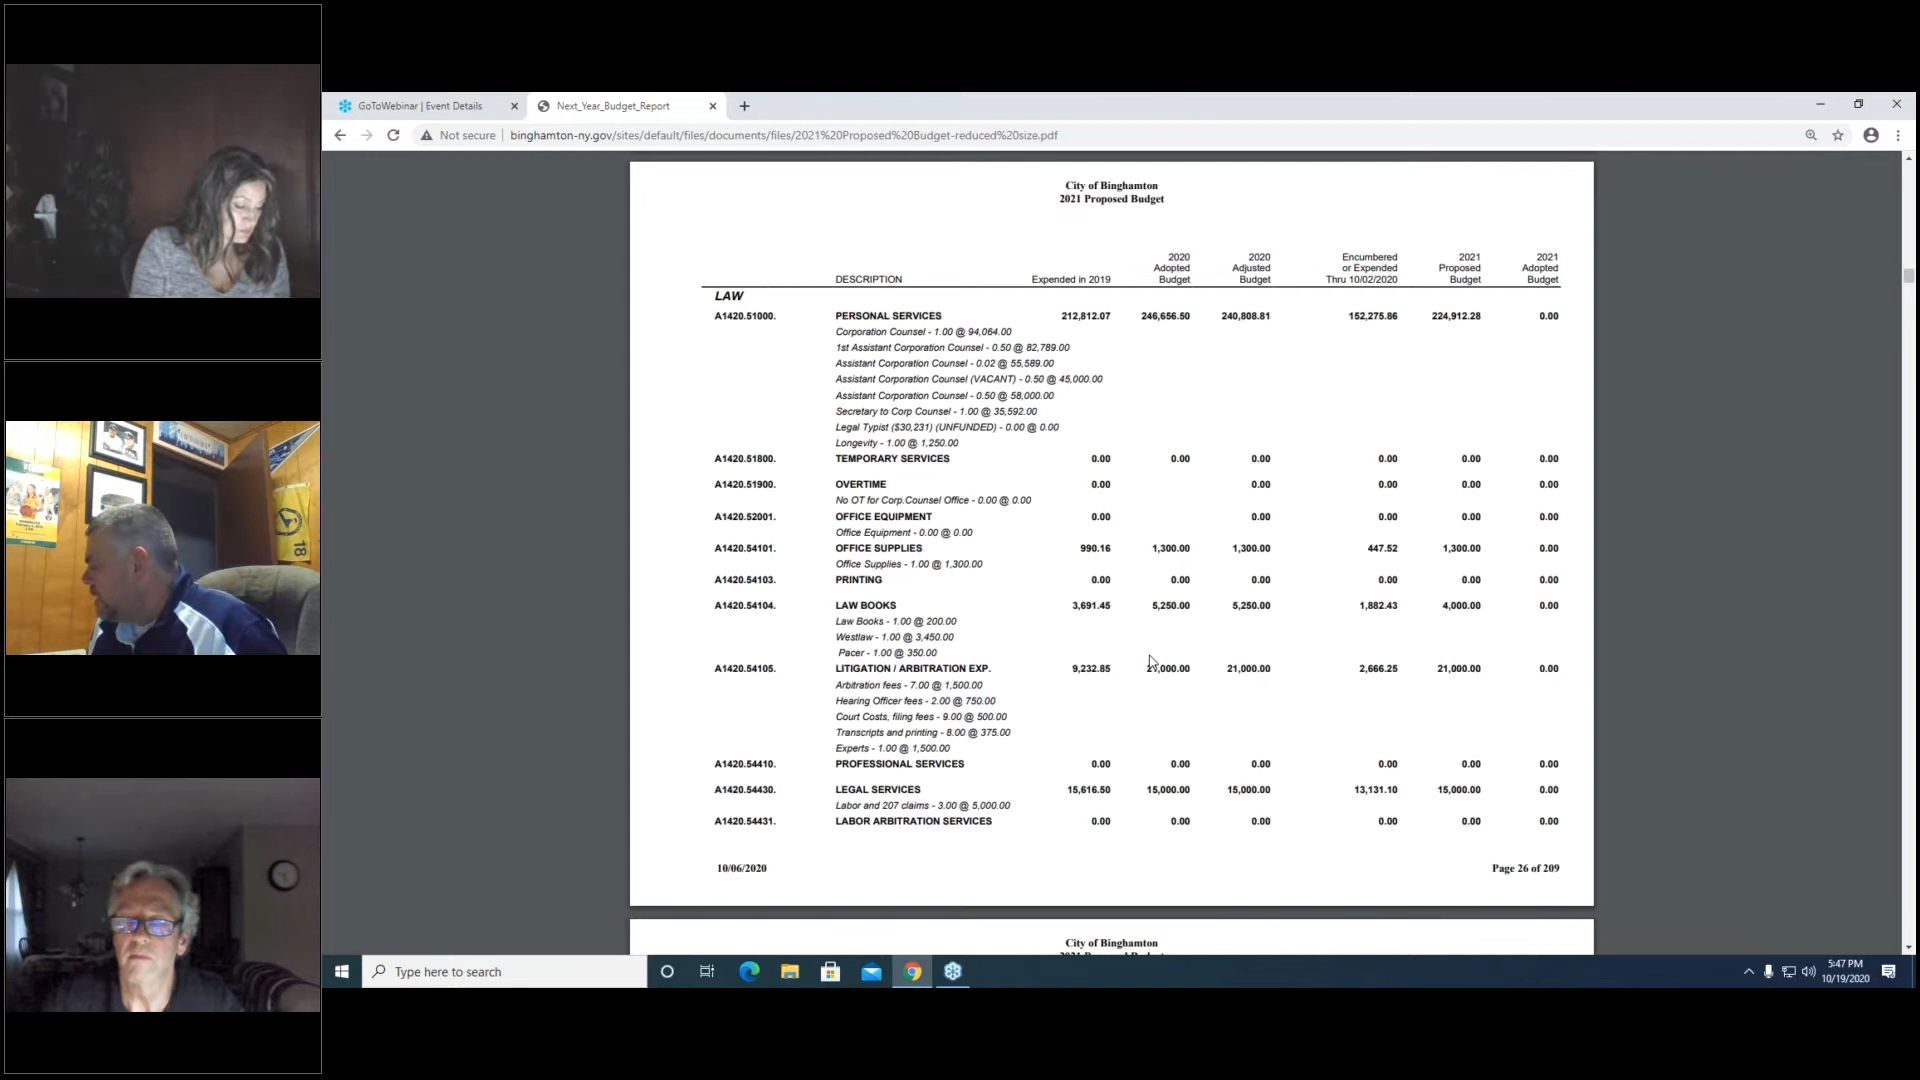 GoToWebinar | Event Details
Next_Year_Budget_Report
Not secure | binghamton-ny.gov/sites/default/files/documents/files/2021%20Proposed%20Budget-reduced%20size.pdf
City of Binghamton
2021 Proposed Budget
DESCRIPTION Expended in 2019 2020 Adopted Budget 2020 Adjusted Budget Encumbered or Expended Thru 10/02/2020 2021 Proposed Budget 2021 Adopted Budget
LAW
A1420.51000. PERSONAL SERVICES 212,812.07 246,656.50 240,808.81 152,275.86 224,912.28 0.00
Corporation Counsel - 1.00 @ 94,064.00
1st Assistant Corporation Counsel - 0.50 @ 82,789.00
Assistant Corporation Counsel - 0.02 @ 55,589.00
Assistant Corporation Counsel (VACANT) - 0.50 @ 45,000.00
Assistant Corporation Counsel - 0.50 @ 58,000.00
Secretary to Corp Counsel - 1.00 @ 35,592.00
Legal Typist ($30,231) (UNFUNDED) - 0.00 @ 0.00
Longevity - 1.00 @ 1,250.00
A1420.51800. TEMPORARY SERVICES 0.00 0.00 0.00 0.00 0.00 0.00
A1420.51900. OVERTIME 0.00 0.00 0.00 0.00 0.00
No OT for Corp.Counsel Office - 0.00 @ 0.00
A1420.52001. OFFICE EQUIPMENT 0.00 0.00 0.00 0.00 0.00
Office Equipment - 0.00 @ 0.00
A1420.54101. OFFICE SUPPLIES 990.16 1,300.00 1,300.00 447.52 1,300.00 0.00
Office Supplies - 1.00 @ 1,300.00
A1420.54103. PRINTING 0.00 0.00 0.00 0.00 0.00 0.00
A1420.54104. LAW BOOKS 3,691.45 5,250.00 5,250.00 1,882.43 4,000.00 0.00
Law Books - 1.00 @ 200.00
Westlaw - 1.00 @ 3,450.00
Pacer - 1.00 @ 350.00
A1420.54105. LITIGATION / ARBITRATION EXP. 9,232.85 21,000.00 21,000.00 2,666.25 21,000.00 0.00
Arbitration fees - 7.00 @ 1,500.00
Hearing Officer fees - 2.00 @ 750.00
Court Costs, filing fees - 9.00 @ 500.00
Transcripts and printing - 8.00 @ 375.00
Experts - 1.00 @ 1,500.00
A1420.54410. PROFESSIONAL SERVICES 0.00 0.00 0.00 0.00 0.00 0.00
A1420.54430. LEGAL SERVICES 15,616.50 15,000.00 15,000.00 13,131.10 15,000.00 0.00
Labor and 207 claims - 3.00 @ 5,000.00
A1420.54431. LABOR ARBITRATION SERVICES 0.00 0.00 0.00 0.00 0.00 0.00
10/06/2020 Page 26 of 209
City of Binghamton
Type here to search
5:47 PM
10/19/2020
18